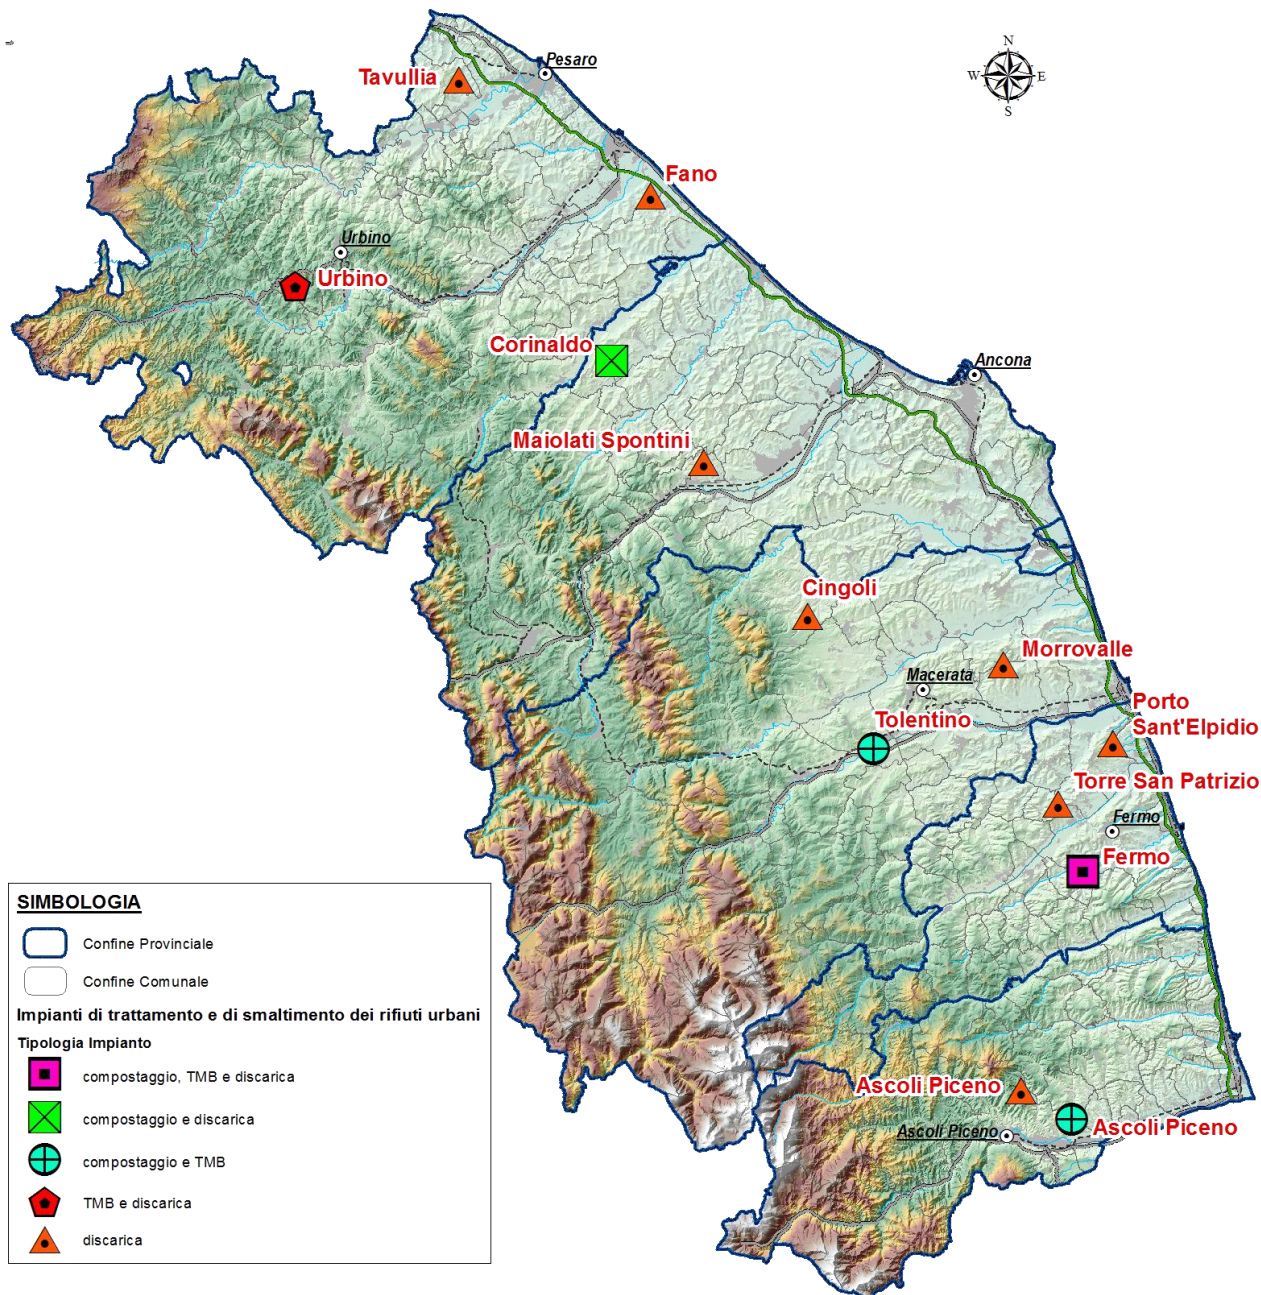 N
W
E
S
Pesaro
Tavullia
Fano
Urbino
Urbino
Corinaldo
Ancona
Maiolati Spontini
Cingoli
Morrovalle
Macerata
Porto
Sant'Elpidio
Tolentino
Torre San Patrizio
Fermo
Fermo
Ascoli Piceno
Ascoli Piceno
Ascoli Piceno
SIMBOLOGIA
Confine Provinciale
Confine Comunale
Impianti di trattamento e di smaltimento dei rifiuti urbani
Tipologia Impianto
compostaggio, TMB e discarica
compostaggio e discarica
compostaggio e TMB
TMB e discarica
discarica